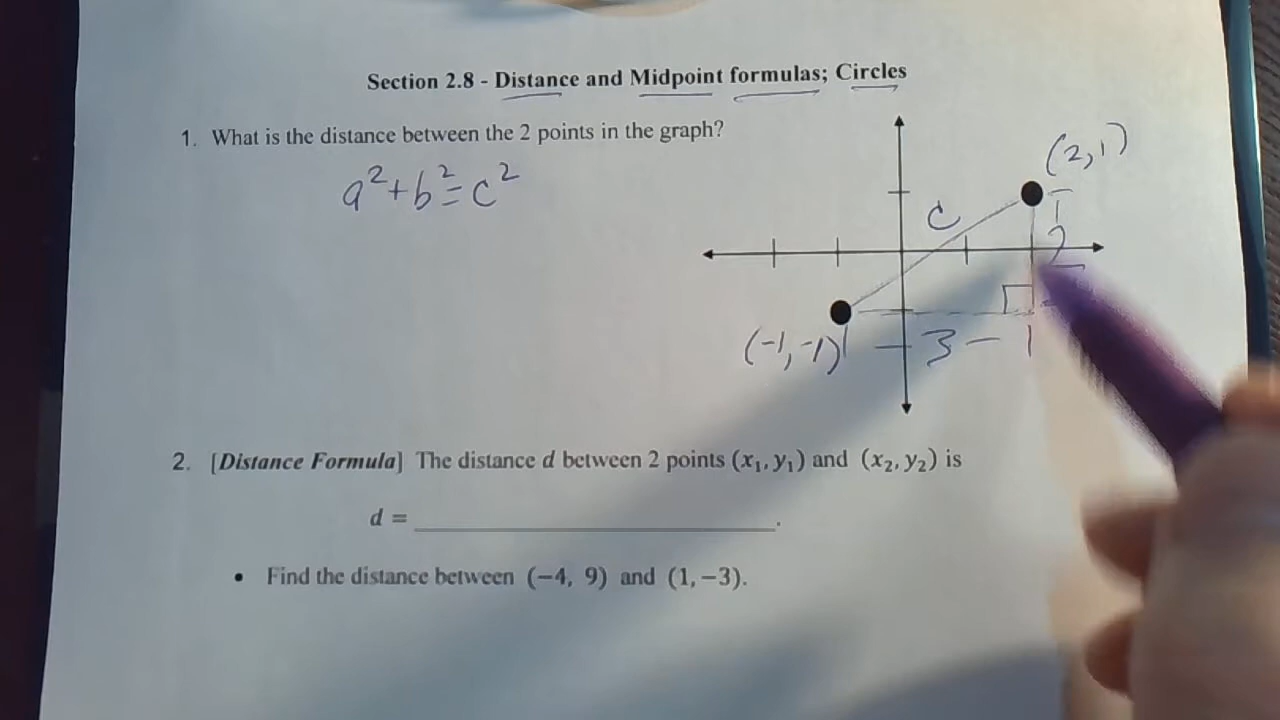 Section 2.8 - Distance and Midpoint formulas; Circles
1. What is the distance between the 2 points in the graph?
a²+b²=c²
(2,1)
c
2
(-1,-1)
3
2. [Distance Formula] The distance d between 2 points (x₁, y₁) and (x₂, y₂) is
d = ____________________.
• Find the distance between (−4, 9) and (1, −3).